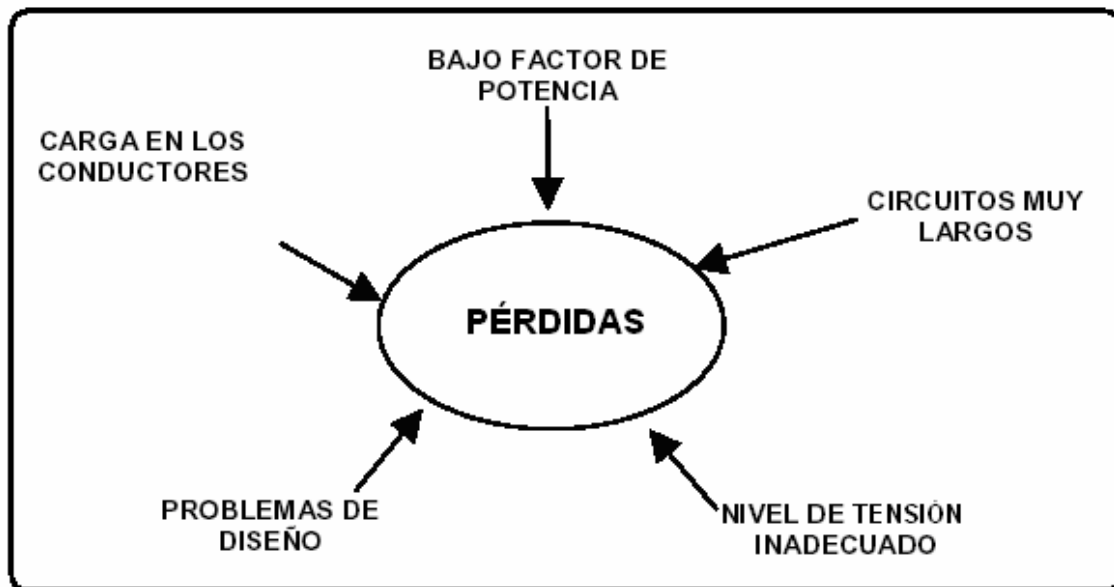 BAJO FACTOR DE
POTENCIA
CARGA EN LOS
CONDUCTORES
CIRCUITOS MUY
LARGOS
PÉRDIDAS
PROBLEMAS DE
DISEÑO
NIVEL DE TENSIÓN
INADECUADO